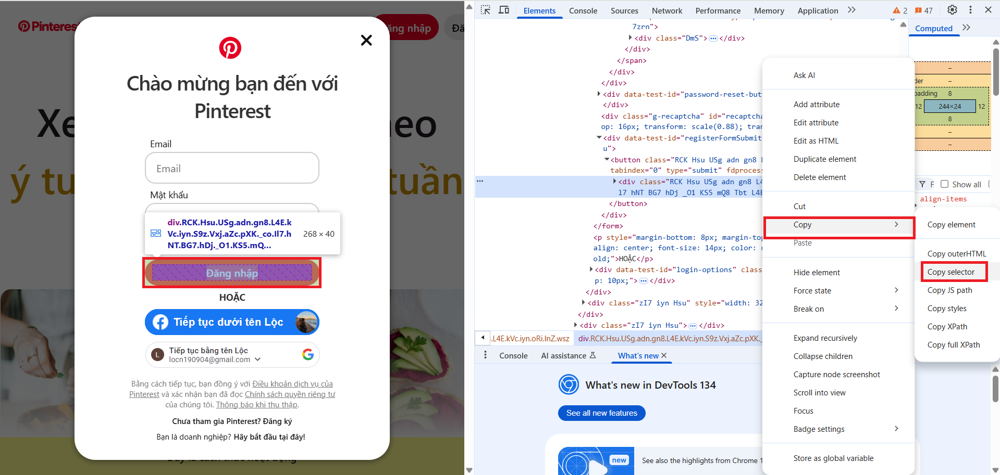 Pinteres
ăng nhập
Đă
Xe
neo
ý tư
tuần
Chào mừng bạn đến với
Pinterest
Email
Email
Mật khẩu
div.RCK.Hsu.USg.adn.gn8.L4E.k
Vc.iyn.S9z.Vxj.aZc.pXK._co.Il7.h
NT.BG7.hDj._O1.KS5.mQ...
268 × 40
Đăng nhập
HOẶC
Tiếp tục dưới tên Lộc
L
Tiếp tục bằng tên Lộc
locn190904@gmail.com
Bằng cách tiếp tục, bạn đồng ý với Điều khoản dịch vụ của
Pinterest và xác nhận bạn đã đọc Chính sách quyền riêng tư
của chúng tôi. Thông báo khi thu thập.
Chưa tham gia Pinterest? Đăng ký
Bạn là doanh nghiệp? Hãy bắt đầu tại đây!
Elements Console Sources Network Performance Memory Application 2 47
7zrn">
<div class="DmS">…</div>
</div>
</span>
</div>
</div>
<div data-test-id="password-reset-but
</div>
<div class="g-recaptcha" id="recaptcha
op: 16px; transform: scale(0.88); tran
<div data-test-id="registerFormSubmit
u">
<button class="RCK Hsu USg adn gn8
tabindex="0" type="submit" fdprocess
<div class="RCK Hsu USg adn gn8 L4
l7 hNT BG7 hDj _O1 KS5 mQ8 Tbt L4E
</button>
</div>
</form>
<p style="margin-bottom: 8px; margin-top
align: center; font-size: 14px; color:
old;">HOẶC</p>
<div data-test-id="login-options" class
p: 10px;">…</div>
</div>
<div class="zI7 iyn Hsu" style="width: 32
</div>
<div class="zI7 iyn Hsu">…</div>
.L4E.kVc.iyn.oRi.InZ.wsz div.RCK.Hsu.USg.adn.gn8.L4E.kVc.iyn.S9z.Vxj.aZc.pXK._
Console AI assistance What's new
What's new in DevTools 134
See all new features
new
See also the highlights from Chrome 1
Ask AI
Add attribute
Edit attribute
Edit as HTML
Duplicate element
Delete element
Cut
Copy
Paste
Hide element
Force state
Break on
Expand recursively
Collapse children
Capture node screenshot
Scroll into view
Focus
Badge settings
Store as global variable
Computed
–
der –
padding 8
12 244×24 12
8
–
–
F Show all
align-items
Copy element
Copy outerHTML
Copy selector
Copy JS path
Copy styles
Copy XPath
Copy full XPath